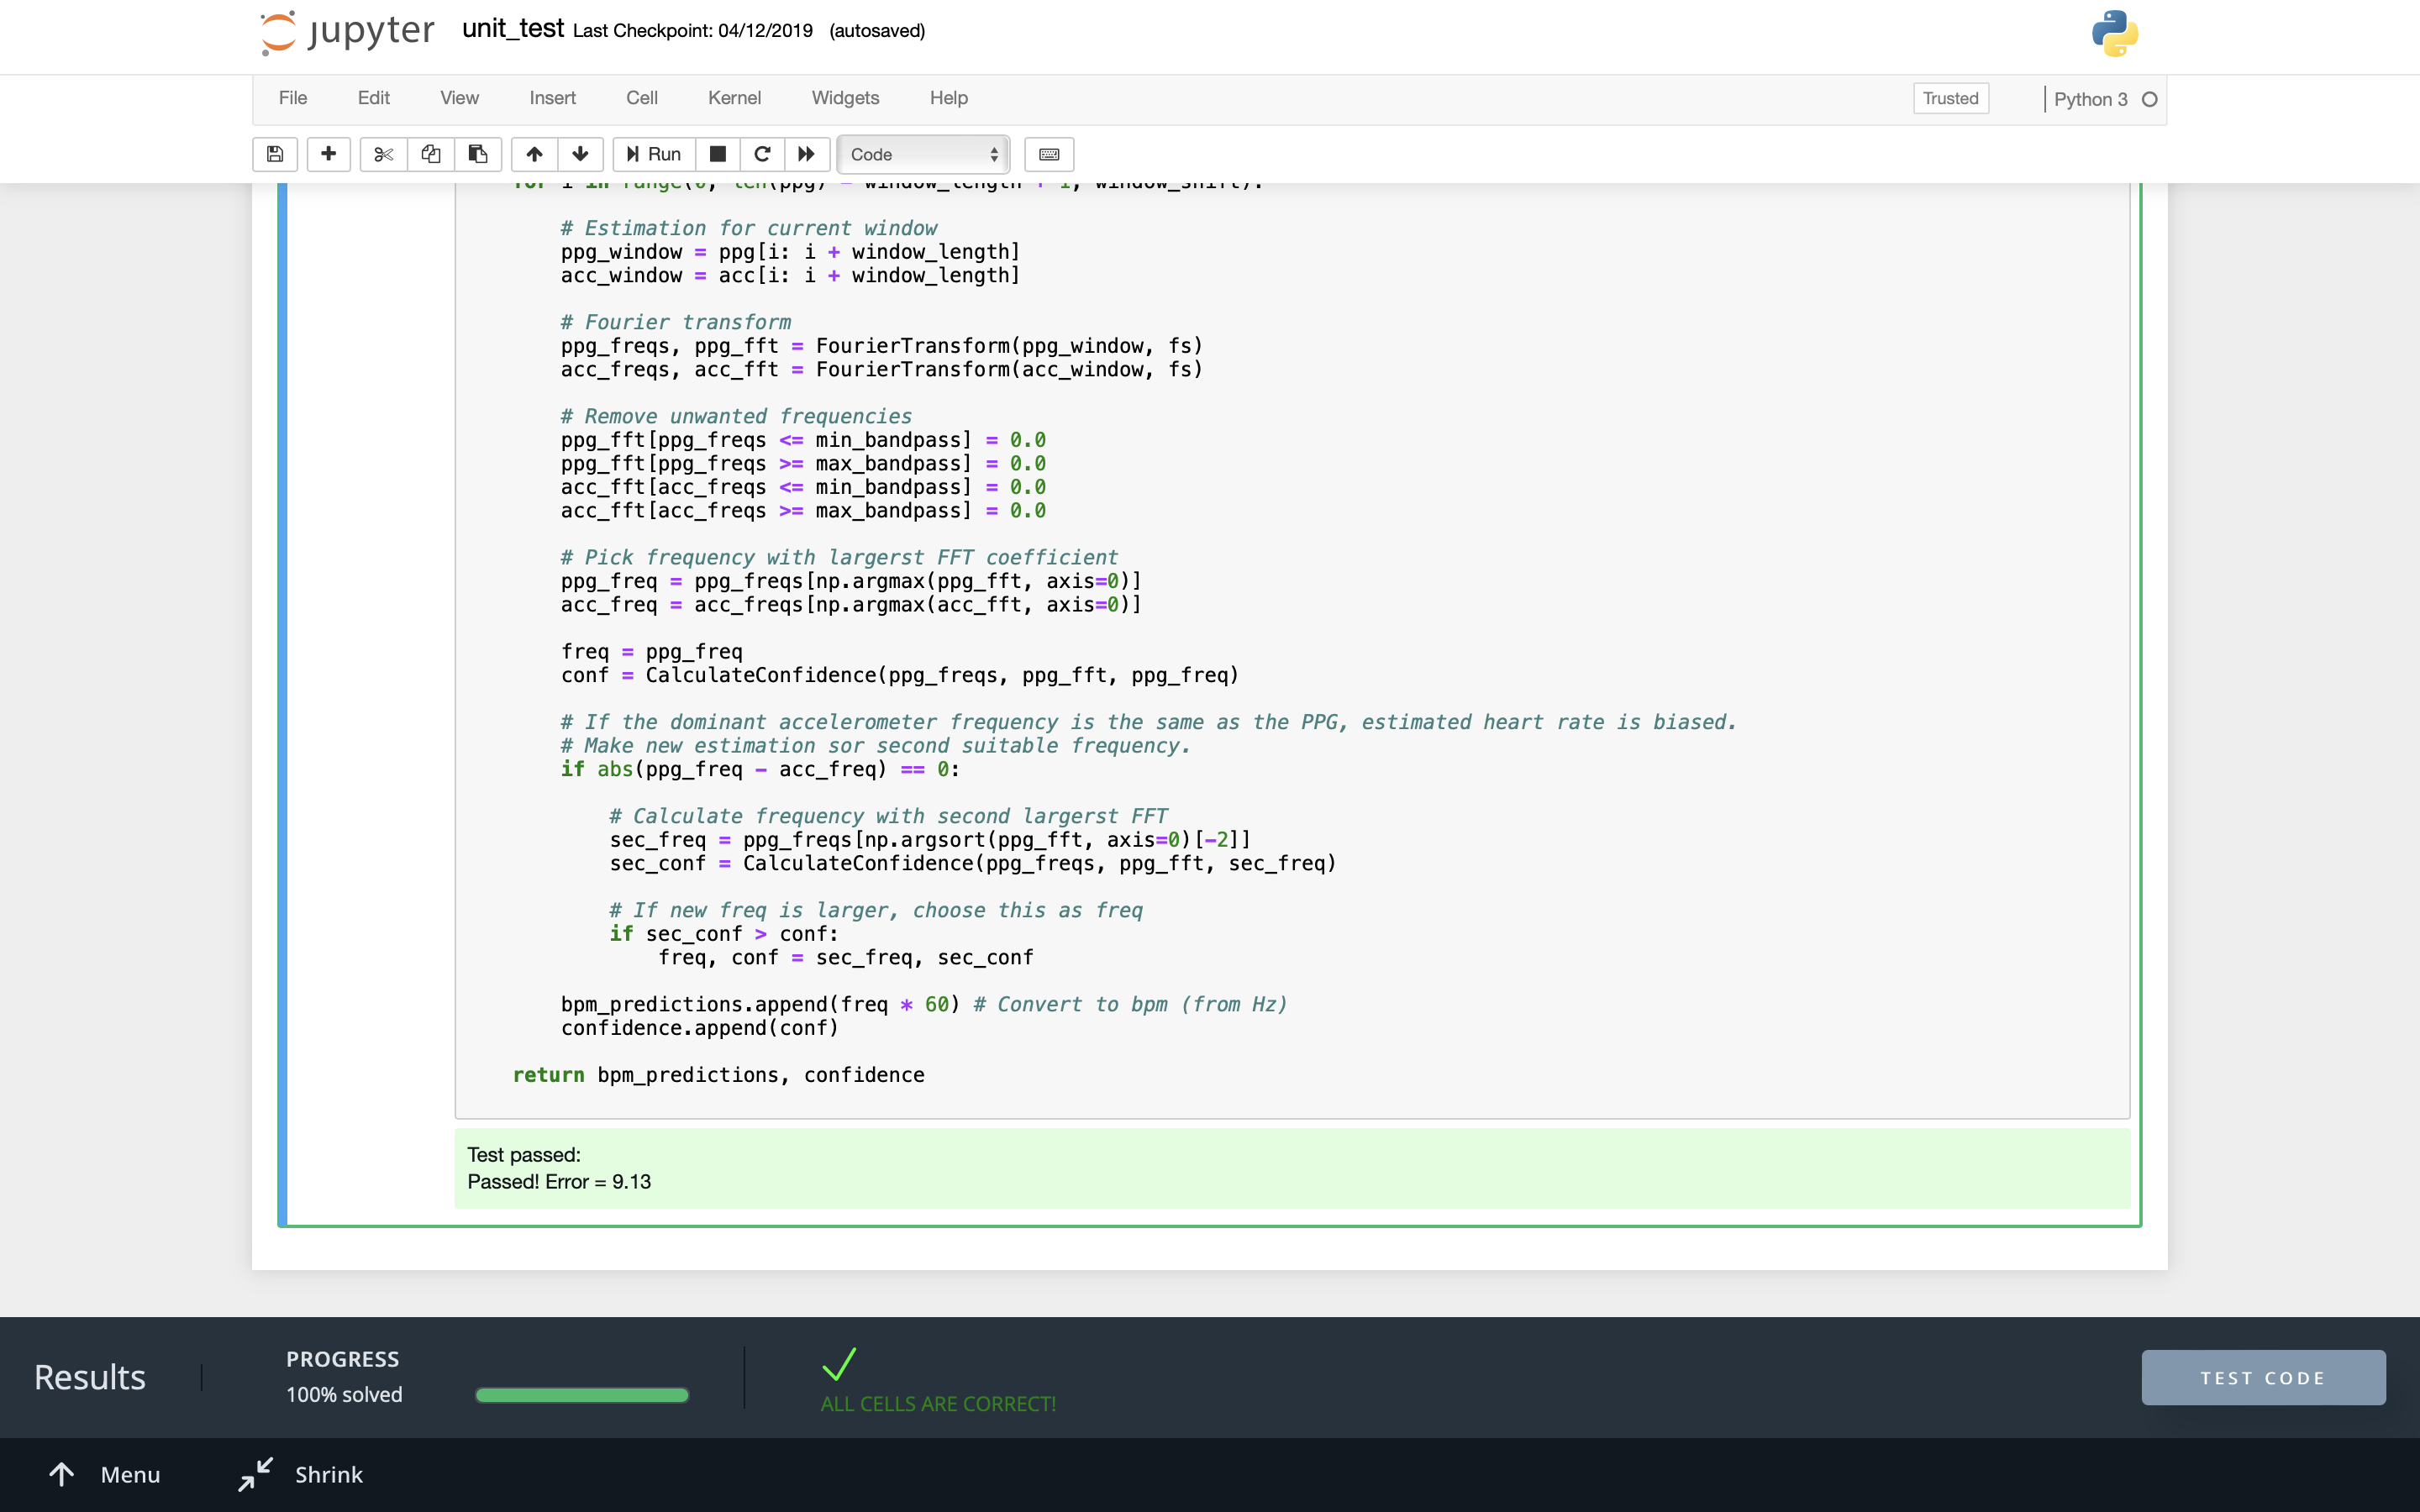 jupyter unit_test Last Checkpoint: 04/12/2019 (autosaved)
File Edit View Insert Cell Kernel Widgets Help Trusted Python 3
Run Code
for i in range(0, len(ppg) - window_length + 1, window_shift):
# Estimation for current window
ppg_window = ppg[i: i + window_length]
acc_window = acc[i: i + window_length]
# Fourier transform
ppg_freqs, ppg_fft = FourierTransform(ppg_window, fs)
acc_freqs, acc_fft = FourierTransform(acc_window, fs)
# Remove unwanted frequencies
ppg_fft[ppg_freqs <= min_bandpass] = 0.0
ppg_fft[ppg_freqs >= max_bandpass] = 0.0
acc_fft[acc_freqs <= min_bandpass] = 0.0
acc_fft[acc_freqs >= max_bandpass] = 0.0
# Pick frequency with largerst FFT coefficient
ppg_freq = ppg_freqs[np.argmax(ppg_fft, axis=0)]
acc_freq = acc_freqs[np.argmax(acc_fft, axis=0)]
freq = ppg_freq
conf = CalculateConfidence(ppg_freqs, ppg_fft, ppg_freq)
# If the dominant accelerometer frequency is the same as the PPG, estimated heart rate is biased.
# Make new estimation sor second suitable frequency.
if abs(ppg_freq - acc_freq) == 0:
# Calculate frequency with second largerst FFT
sec_freq = ppg_freqs[np.argsort(ppg_fft, axis=0)[-2]]
sec_conf = CalculateConfidence(ppg_freqs, ppg_fft, sec_freq)
# If new freq is larger, choose this as freq
if sec_conf > conf:
freq, conf = sec_freq, sec_conf
bpm_predictions.append(freq * 60) # Convert to bpm (from Hz)
confidence.append(conf)
return bpm_predictions, confidence
Test passed:
Passed! Error = 9.13
Results
PROGRESS
100% solved
ALL CELLS ARE CORRECT!
TEST CODE
Menu Shrink